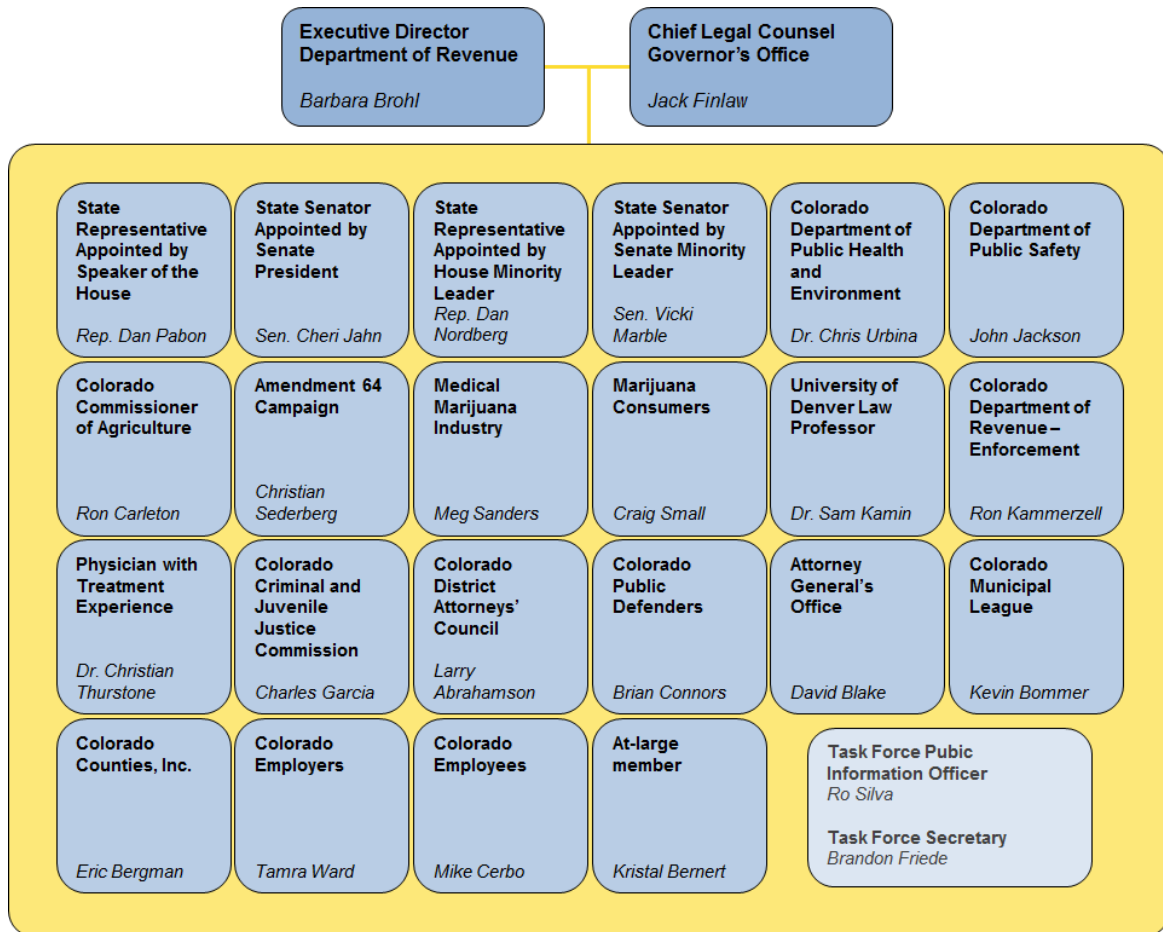 Executive Director
Department of Revenue
Barbara Brohl
Chief Legal Counsel
Governor's Office
Jack Finlaw
State
Representative
Appointed by
Speaker of the
House
Rep. Dan Pabon
State Senator
Appointed by
Senate
President
Sen. Cheri Jahn
State
Representative
Appointed by
House Minority
Leader
Rep. Dan
Nordberg
State Senator
Appointed by
Senate Minority
Leader
Sen. Vicki
Marble
Colorado
Department of
Public Health
and
Environment
Dr. Chris Urbina
Colorado
Department of
Public Safety
John Jackson
Colorado
Commissioner
of Agriculture
Ron Carleton
Amendment 64
Campaign
Christian
Sederberg
Medical
Marijuana
Industry
Meg Sanders
Marijuana
Consumers
Craig Small
University of
Denver Law
Professor
Dr. Sam Kamin
Colorado
Department of
Revenue –
Enforcement
Ron Kammerzell
Physician with
Treatment
Experience
Dr. Christian
Thurstone
Colorado
Criminal and
Juvenile
Justice
Commission
Charles Garcia
Colorado
District
Attorneys'
Council
Larry
Abrahamson
Colorado
Public
Defenders
Brian Connors
Attorney
General's
Office
David Blake
Colorado
Municipal
League
Kevin Bommer
Colorado
Counties, Inc.
Eric Bergman
Colorado
Employers
Tamra Ward
Colorado
Employees
Mike Cerbo
At-large
member
Kristal Bernert
Task Force Pubic
Information Officer
Ro Silva
Task Force Secretary
Brandon Friede